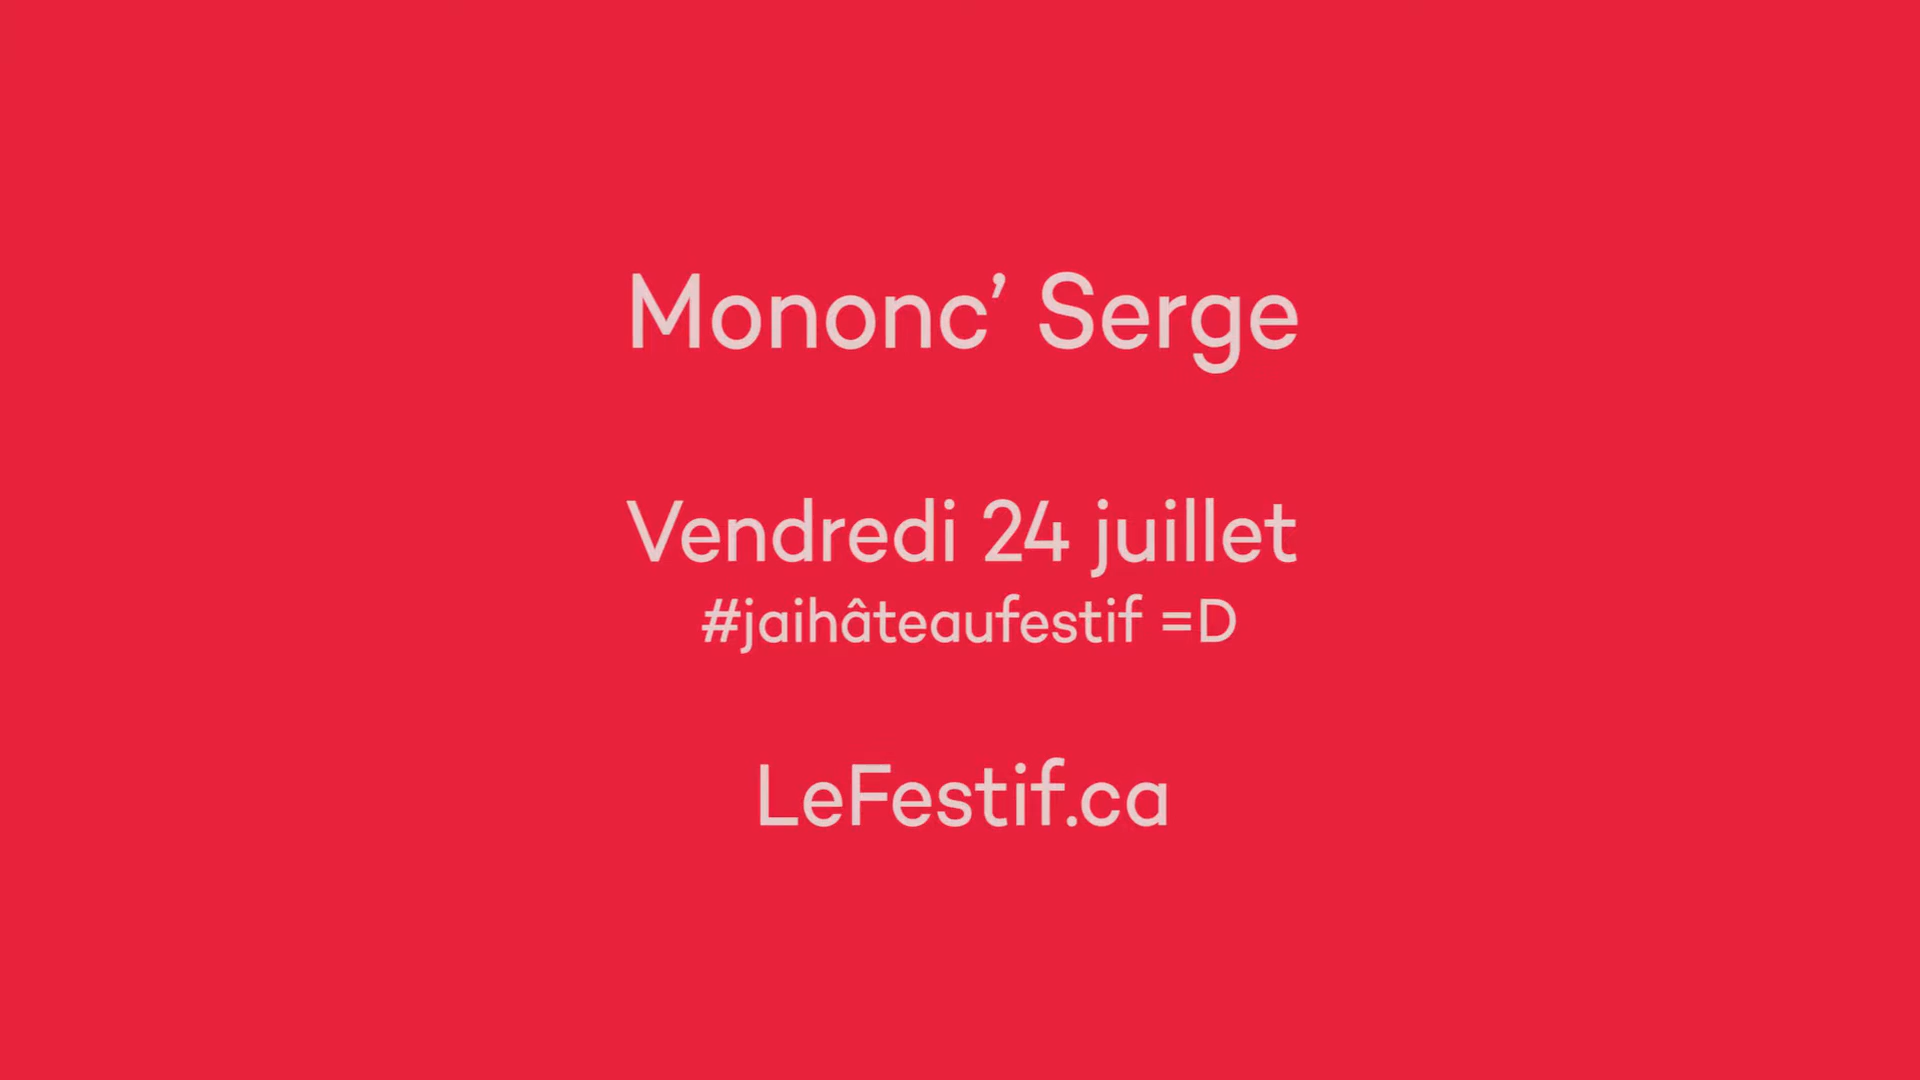 Mononc’ Serge
Vendredi 24 juillet
#jaihâteaufestif =D
LeFestif.ca